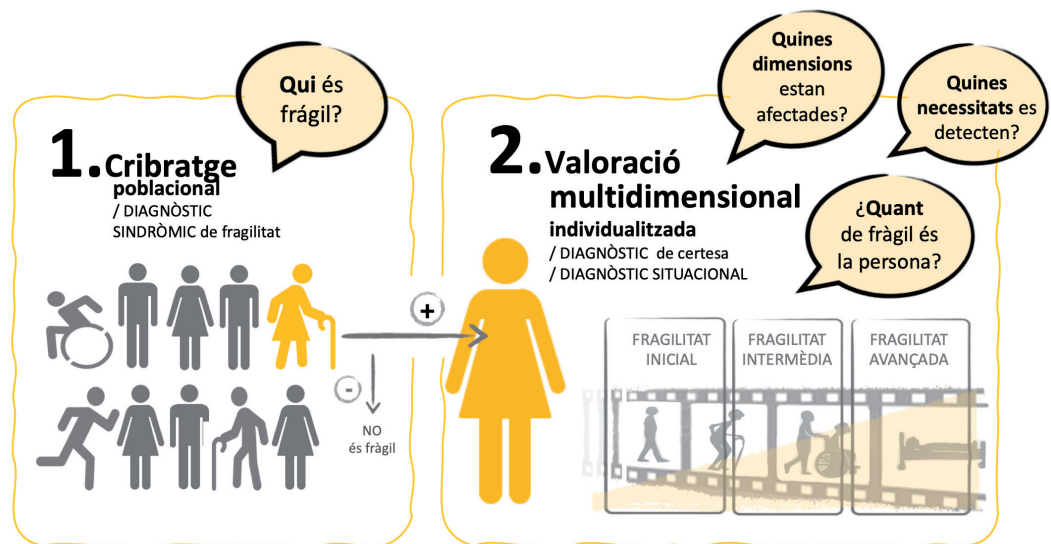 Qui és
frágil?
1.Cribratge
poblacional
/ DIAGNÒSTIC
SINDRÒMIC de fragilitat
+
-
NO
és fràgil
Quines
dimensions
estan
afectades?
Quines
necessitats es
detecten?
2.Valoració
multidimensional
individualitzada
/ DIAGNÒSTIC de certesa
/ DIAGNÒSTIC SITUACIONAL
¿Quant
de fràgil és
la persona?
FRAGILITAT
INICIAL
FRAGILITAT
INTERMÈDIA
FRAGILITAT
AVANÇADA